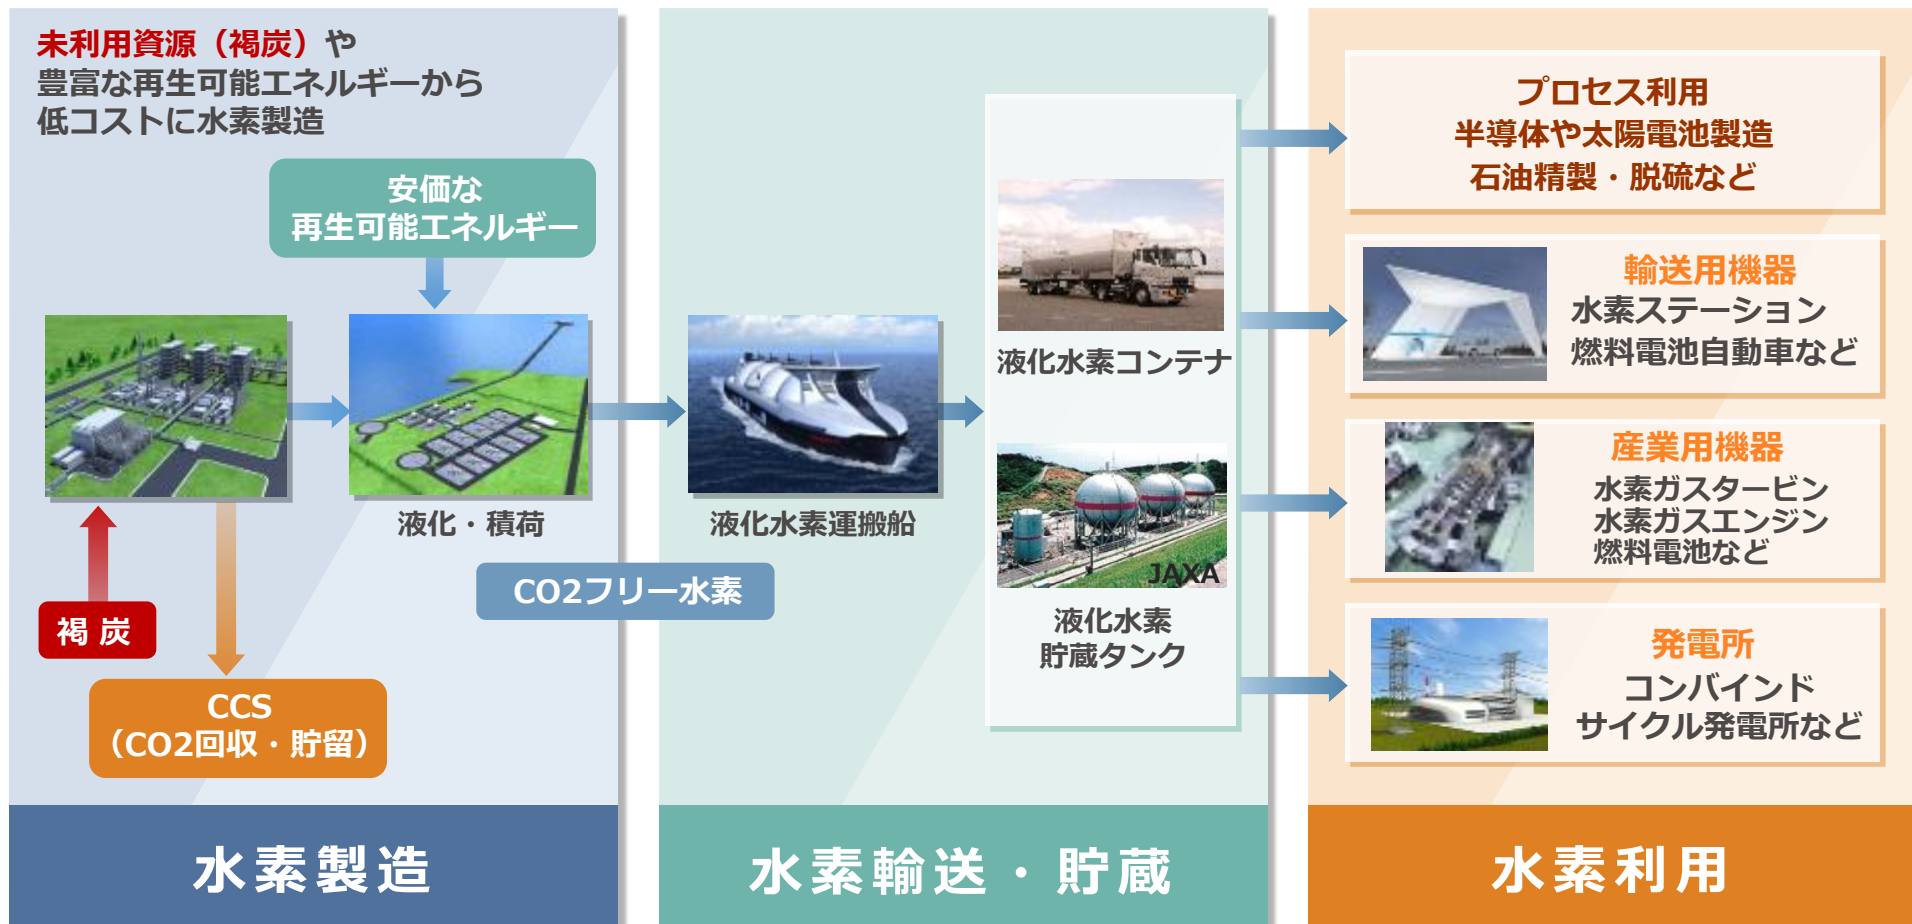 未利用資源（褐炭）や
豊富な再生可能エネルギーから
低コストに水素製造
安価な
再生可能エネルギー
液化・積荷
褐 炭
CCS
（CO2回収・貯留）
CO2フリー水素
水素製造
液化水素運搬船
液化水素コンテナ
JAXA
液化水素
貯蔵タンク
水素輸送・貯蔵
プロセス利用
半導体や太陽電池製造
石油精製・脱硫など
輸送用機器
水素ステーション
燃料電池自動車など
産業用機器
水素ガスタービン
水素ガスエンジン
燃料電池など
発電所
コンバインド
サイクル発電所など
水素利用